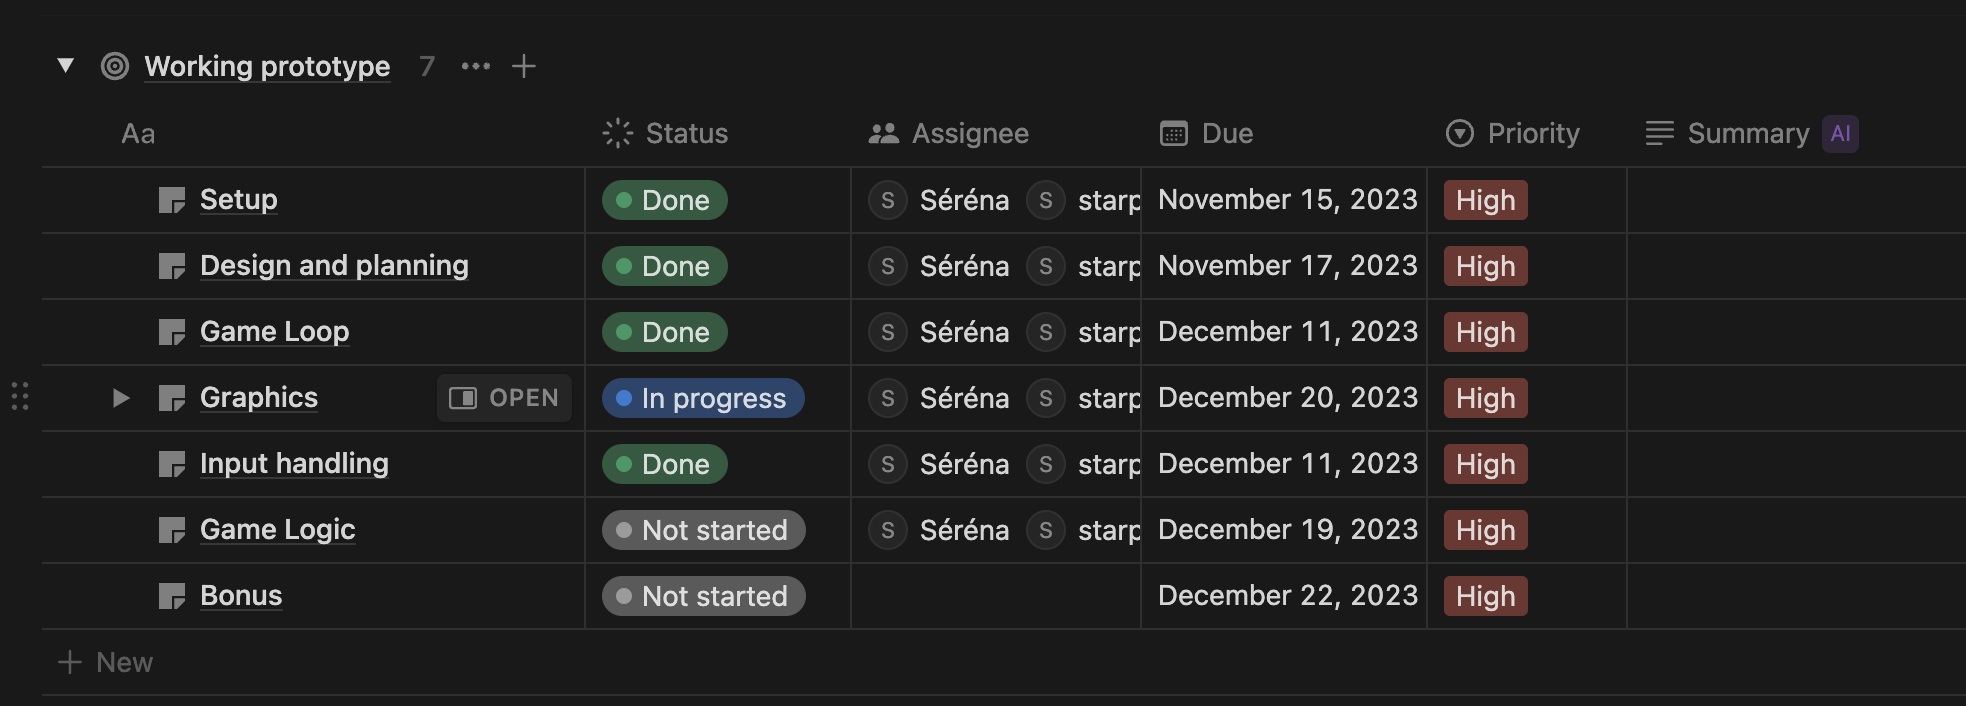 Working prototype 7
Aa Status Assignee Due Priority Summary AI
Setup Done S Séréna S starp November 15, 2023 High
Design and planning Done S Séréna S starp November 17, 2023 High
Game Loop Done S Séréna S starp December 11, 2023 High
Graphics OPEN In progress S Séréna S starp December 20, 2023 High
Input handling Done S Séréna S starp December 11, 2023 High
Game Logic Not started S Séréna S starp December 19, 2023 High
Bonus Not started December 22, 2023 High
New